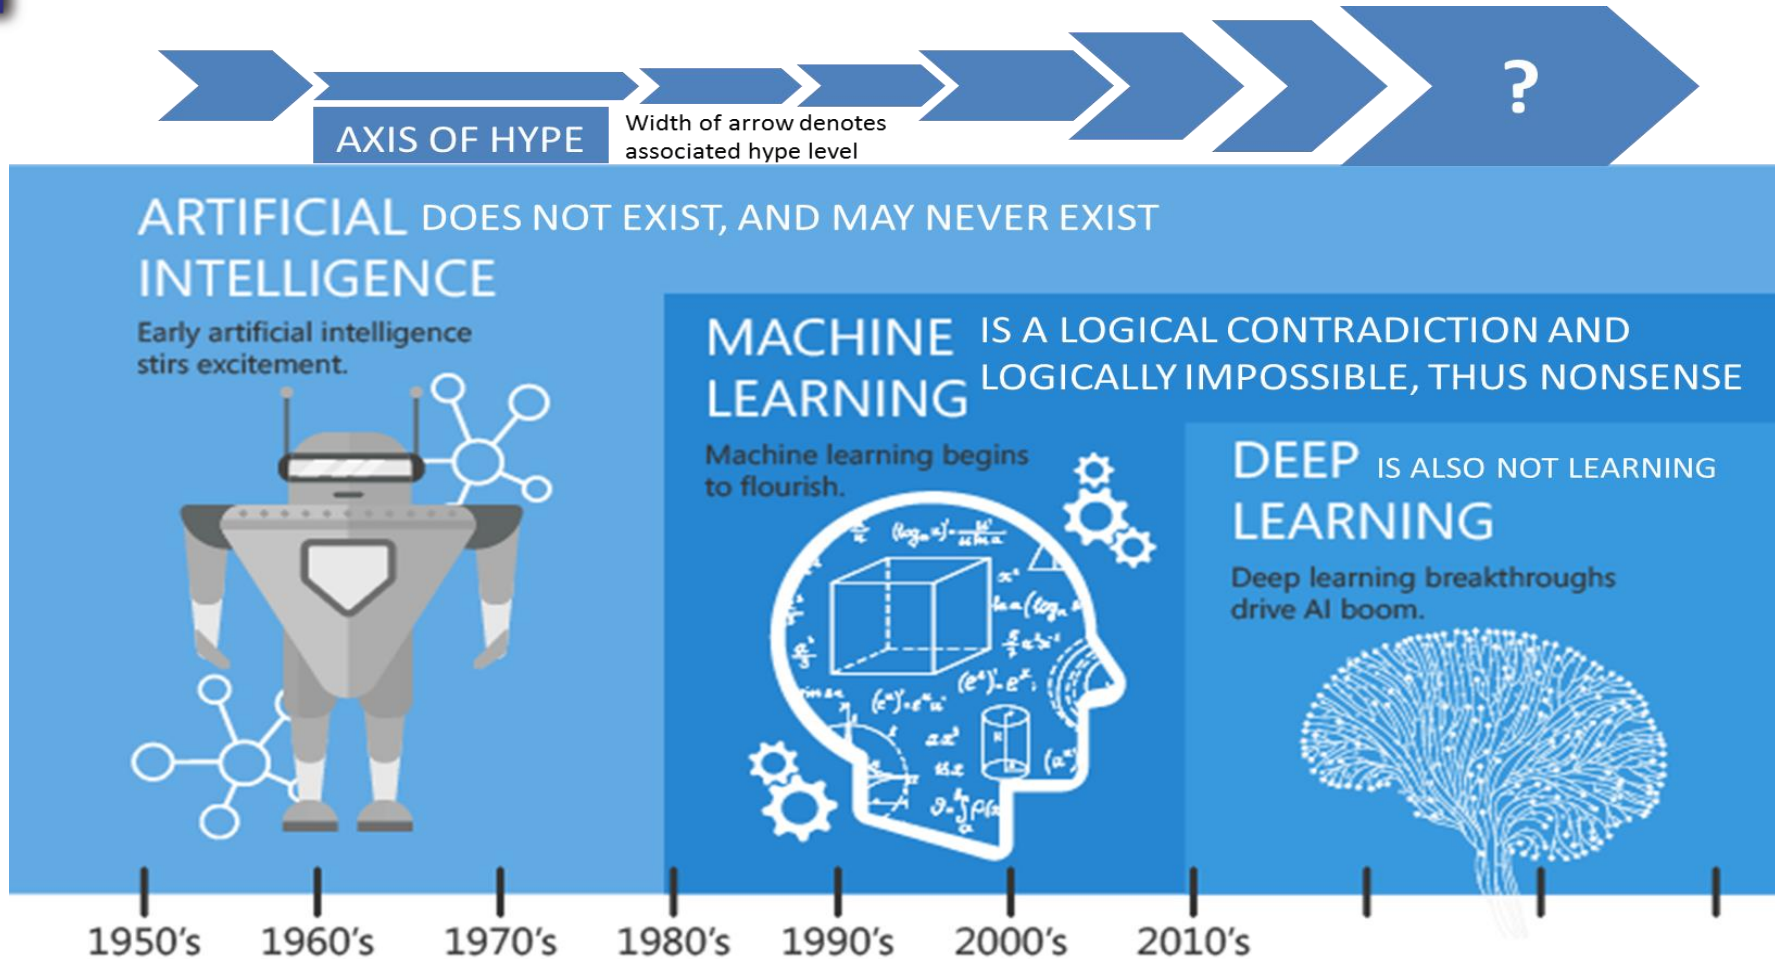 ?
AXIS OF HYPE
Width of arrow denotes
associated hype level
ARTIFICIAL DOES NOT EXIST, AND MAY NEVER EXIST
INTELLIGENCE
Early artificial intelligence
stirs excitement.
MACHINE IS A LOGICAL CONTRADICTION AND
LEARNING LOGICALLY IMPOSSIBLE, THUS NONSENSE
Machine learning begins
to flourish.
DEEP IS ALSO NOT LEARNING
LEARNING
Deep learning breakthroughs
drive AI boom.
1950's 1960's 1970's 1980's 1990's 2000's 2010's